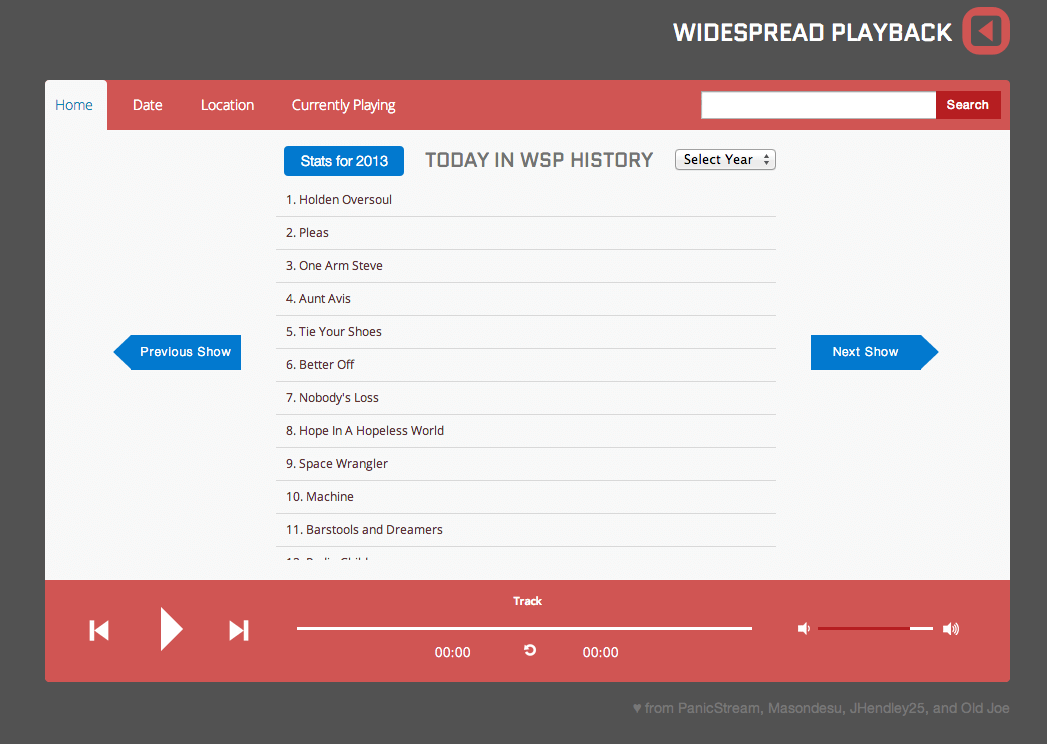 WIDESPREAD PLAYBACK
Home Date Location Currently Playing Search
Stats for 2013 TODAY IN WSP HISTORY Select Year
1. Holden Oversoul
2. Pleas
3. One Arm Steve
4. Aunt Avis
5. Tie Your Shoes
Previous Show Next Show
6. Better Off
7. Nobody's Loss
8. Hope In A Hopeless World
9. Space Wrangler
10. Machine
11. Barstools and Dreamers
Track
00:00 00:00
♥ from PanicStream, Masondesu, JHendley25, and Old Joe